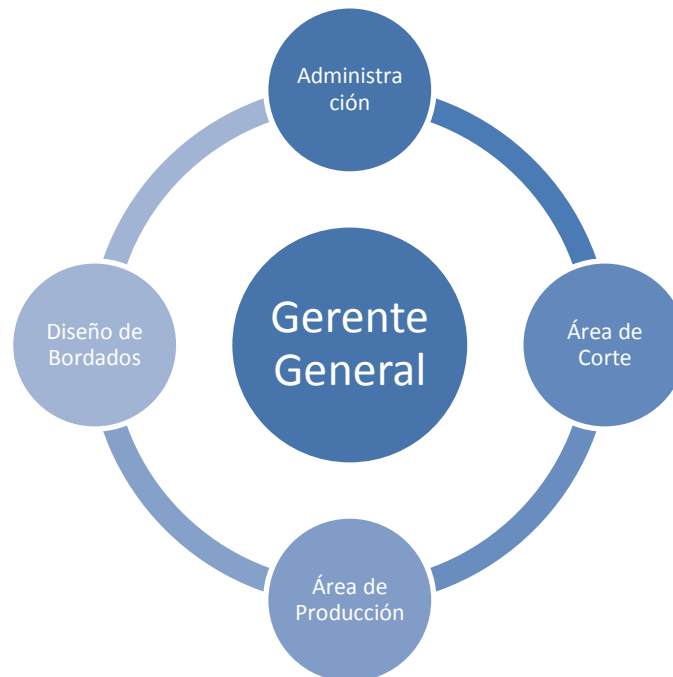 Administra
ción
Gerente
General
Diseño de
Bordados
Área de
Corte
Área de
Producción